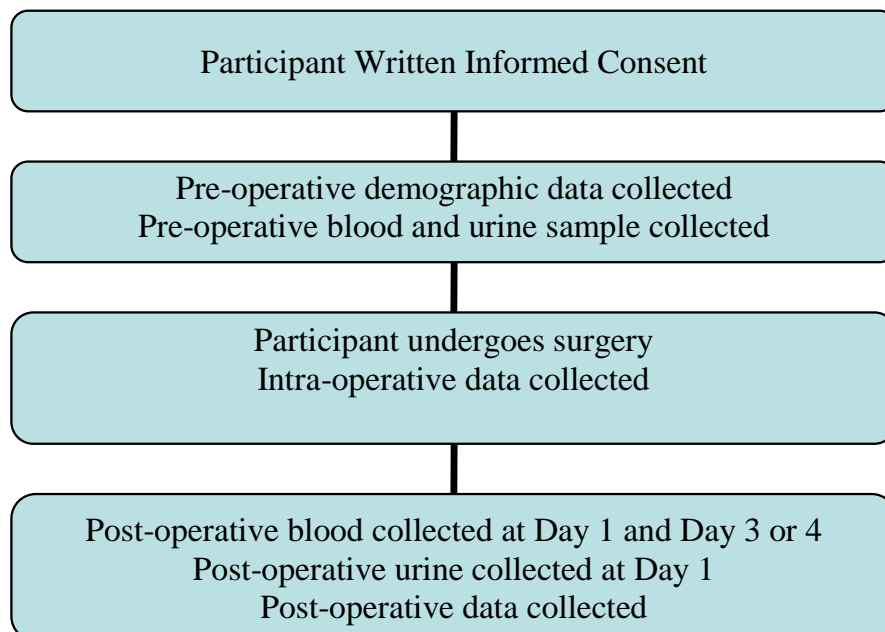 Participant Written Informed Consent
Pre-operative demographic data collected
Pre-operative blood and urine sample collected
Participant undergoes surgery
Intra-operative data collected
Post-operative blood collected at Day 1 and Day 3 or 4
Post-operative urine collected at Day 1
Post-operative data collected